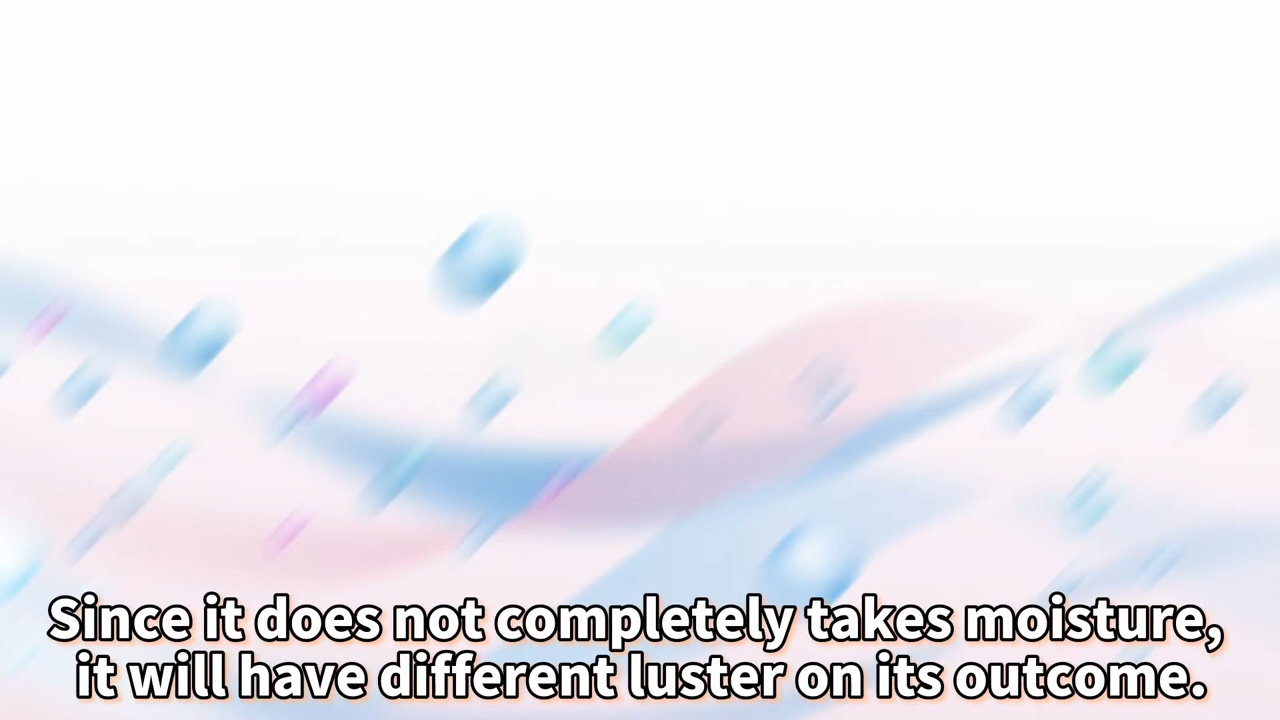 Since it does not completely takes moisture,
it will have different luster on its outcome.